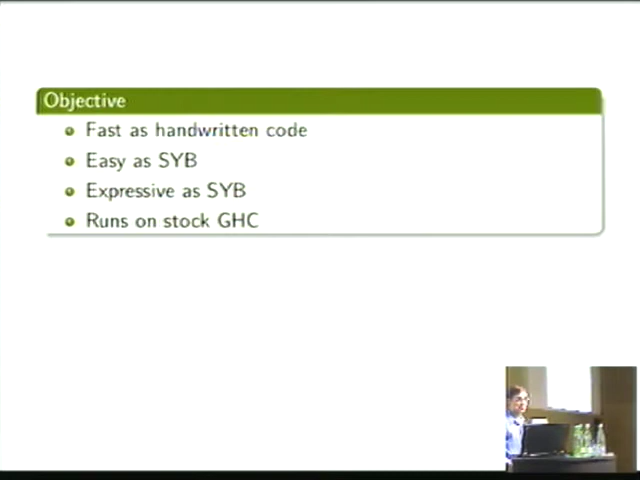 Objective
Fast as handwritten code
Easy as SYB
Expressive as SYB
Runs on stock GHC